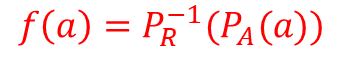 f(a) = P_R^{-1}(P_A(a))